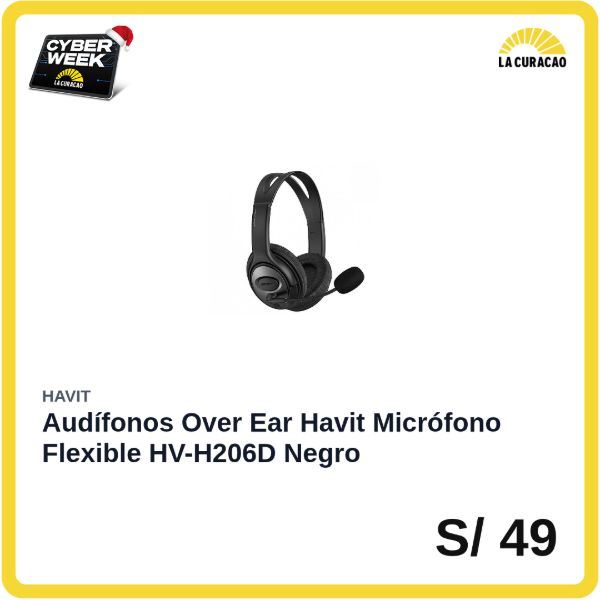 CYBER
WEEK
LA CURACAO
LA CURACAO
HAVIT
Audífonos Over Ear Havit Micrófono
Flexible HV-H206D Negro
S/ 49